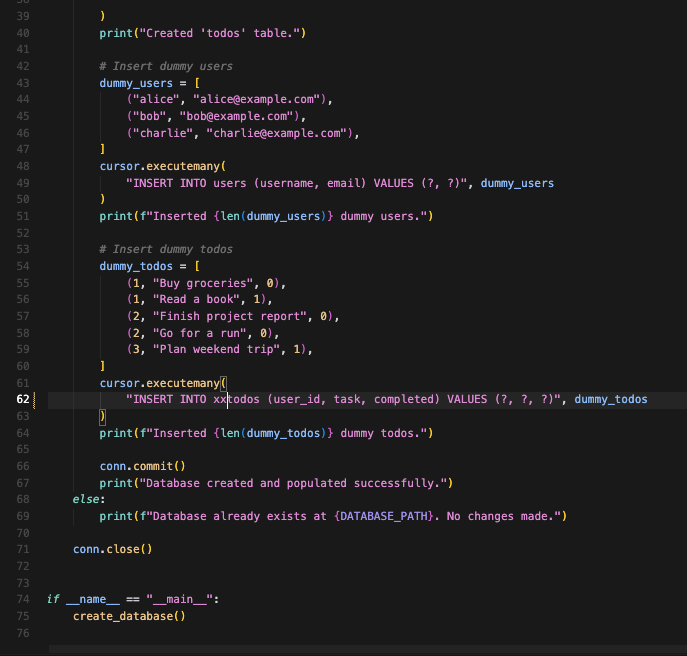 39 )
40 print("Created 'todos' table.")
41
42 # Insert dummy users
43 dummy_users = [
44 ("alice", "alice@example.com"),
45 ("bob", "bob@example.com"),
46 ("charlie", "charlie@example.com"),
47 ]
48 cursor.executemany(
49 "INSERT INTO users (username, email) VALUES (?, ?)", dummy_users
50 )
51 print(f"Inserted {len(dummy_users)} dummy users.")
52
53 # Insert dummy todos
54 dummy_todos = [
55 (1, "Buy groceries", 0),
56 (1, "Read a book", 1),
57 (2, "Finish project report", 0),
58 (2, "Go for a run", 0),
59 (3, "Plan weekend trip", 1),
60 ]
61 cursor.executemany(
62 "INSERT INTO xxtodos (user_id, task, completed) VALUES (?, ?, ?)", dummy_todos
63 )
64 print(f"Inserted {len(dummy_todos)} dummy todos.")
65
66 conn.commit()
67 print("Database created and populated successfully.")
68 else:
69 print(f"Database already exists at {DATABASE_PATH}. No changes made.")
70
71 conn.close()
72
73
74 if __name__ == "__main__":
75 create_database()
76